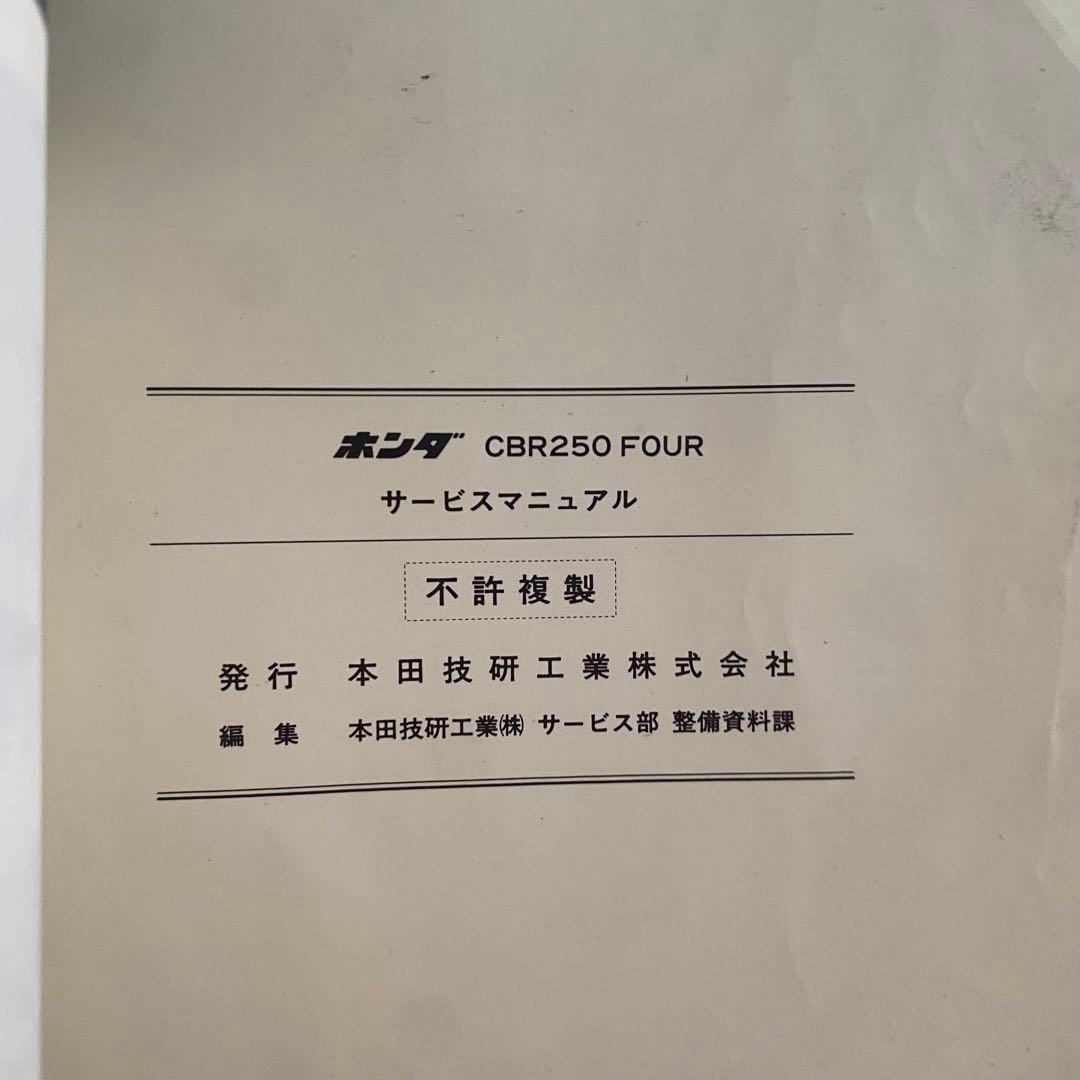 ホンダ CBR250 FOUR
サービスマニュアル
不許複製
発行 本田技研工業株式会社
編集 本田技研工業㈱ サービス部 整備資料課